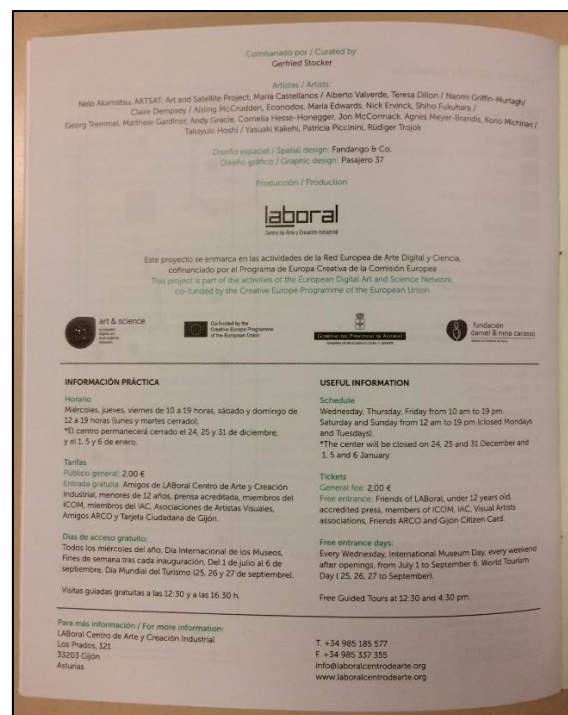 Comisariado por / Curated by:
Gerfried Stocker
Artistas / Artists:
Nelo Akamatsu, ARTSAT: Art and Satellite Project, María Castellanos / Alberto Valverde, Teresa Dillon / Naomi Griffin-Murtagh/
Claire Dempsey / Aisling McCrudden, Econodos, María Edwards, Nick Ervinck, Shiho Fukuhara /
Georg Tremmel, Matthew Gardiner, Andy Gracie, Cornelia Hesse-Honegger, Jon McCormack, Agnes Meyer-Brandis, Kono Michinari /
Takayuki Hoshi / Yasuaki Kakehi, Patricia Piccinini, Rüdiger Trojok
Diseño espacial / Spatial design: Fandango & Co.
Diseño gráfico / Graphic design: Pasajero 37
Producción / Production
laboral
Centro de Arte y Creación Industrial
Este proyecto se enmarca en las actividades de la Red Europea de Arte Digital y Ciencia,
cofinanciado por el Programa de Europa Creativa de la Comisión Europea
This project is part of the activities of the European Digital Art and Science Network,
co-funded by the Creative Europe Programme of the European Union
art & science
european
digital art
and science
network
Co-funded by the
Creative Europe Programme
of the European Union
GOBIERNO DEL PRINCIPADO DE ASTURIAS
fundación
daniel & nina carasso
INFORMACIÓN PRÁCTICA
Horario
Miércoles, jueves, viernes de 10 a 19 horas, sábado y domingo de
12 a 19 horas (lunes y martes cerrado).
*El centro permanecerá cerrado el 24, 25 y 31 de diciembre,
y el 1, 5 y 6 de enero.
Tarifas
Público general: 2,00 €
Entrada gratuita: Amigos de LABoral Centro de Arte y Creación
Industrial, menores de 12 años, prensa acreditada, miembros del
ICOM, miembros del IAC, Asociaciones de Artistas Visuales,
Amigos ARCO y Tarjeta Ciudadana de Gijón.
Días de acceso gratuito:
Todos los miércoles del año, Día Internacional de los Museos,
Fines de semana tras cada inauguración, Del 1 de julio al 6 de
septiembre, Día Mundial del Turismo (25, 26 y 27 de septiembre).
Visitas guiadas gratuitas a las 12:30 y a las 16:30 h.
USEFUL INFORMATION
Schedule
Wednesday, Thursday, Friday from 10 am to 19 pm.
Saturday and Sunday from 12 am to 19 pm (closed Mondays
and Tuesdays).
*The center will be closed on 24, 25 and 31 December and
1, 5 and 6 January.
Tickets
General fee: 2,00 €
Free entrance: Friends of LABoral, under 12 years old,
accredited press, members of ICOM, IAC, Visual Artists
associations, Friends ARCO and Gijón Citizen Card.
Free entrance days:
Every Wednesday, International Museum Day, every weekend
after openings, from July 1 to September 6, World Tourism
Day ( 25, 26, 27 to September).
Free Guided Tours at 12:30 and 4:30 pm.
Para más información / For more information:
LABoral Centro de Arte y Creación Industrial
Los Prados, 121
33203 Gijón
Asturias
T. +34 985 185 577
F. +34 985 337 355
info@laboralcentrodearte.org
www.laboralcentrodearte.org